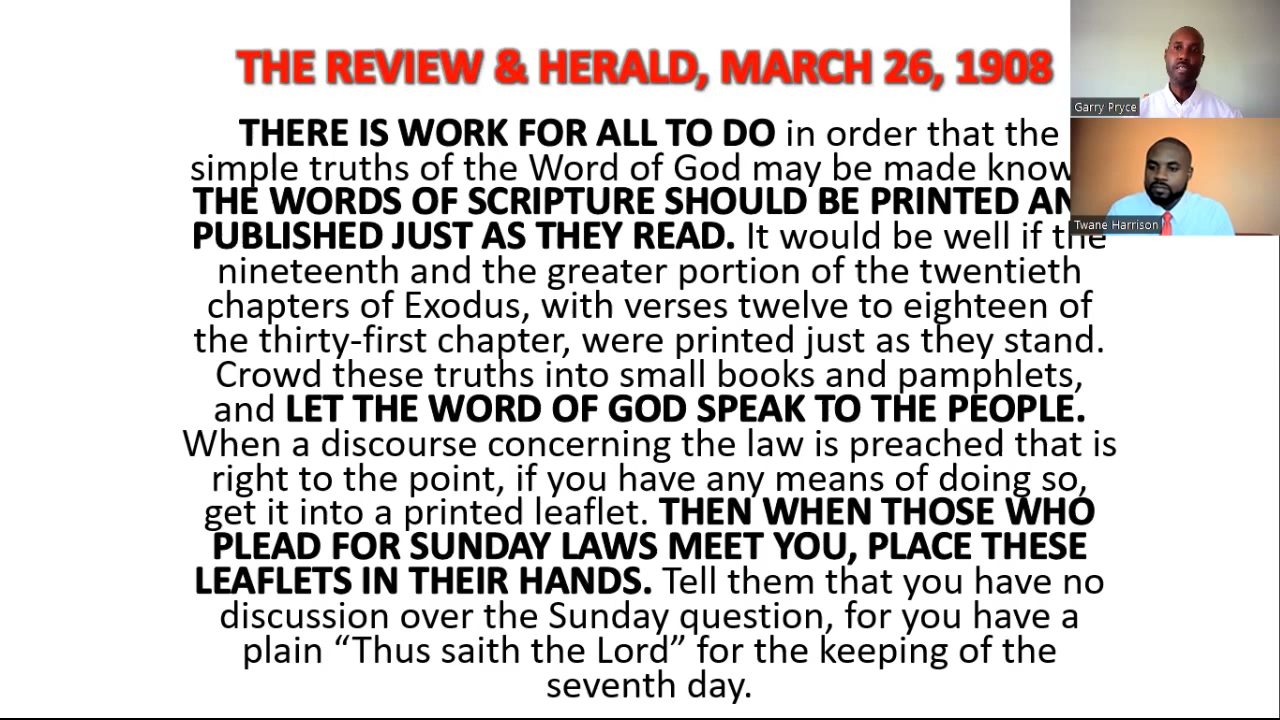 THE REVIEW & HERALD, MARCH 26, 1908
THERE IS WORK FOR ALL TO DO in order that the
simple truths of the Word of God may be made know
THE WORDS OF SCRIPTURE SHOULD BE PRINTED AN
PUBLISHED JUST AS THEY READ. It would be well if the
nineteenth and the greater portion of the twentieth
chapters of Exodus, with verses twelve to eighteen of
the thirty-first chapter, were printed just as they stand.
Crowd these truths into small books and pamphlets,
and LET THE WORD OF GOD SPEAK TO THE PEOPLE.
When a discourse concerning the law is preached that is
right to the point, if you have any means of doing so,
get it into a printed leaflet. THEN WHEN THOSE WHO
PLEAD FOR SUNDAY LAWS MEET YOU, PLACE THESE
LEAFLETS IN THEIR HANDS. Tell them that you have no
discussion over the Sunday question, for you have a
plain “Thus saith the Lord” for the keeping of the
seventh day.
Garry Pryce
Twane Harrison